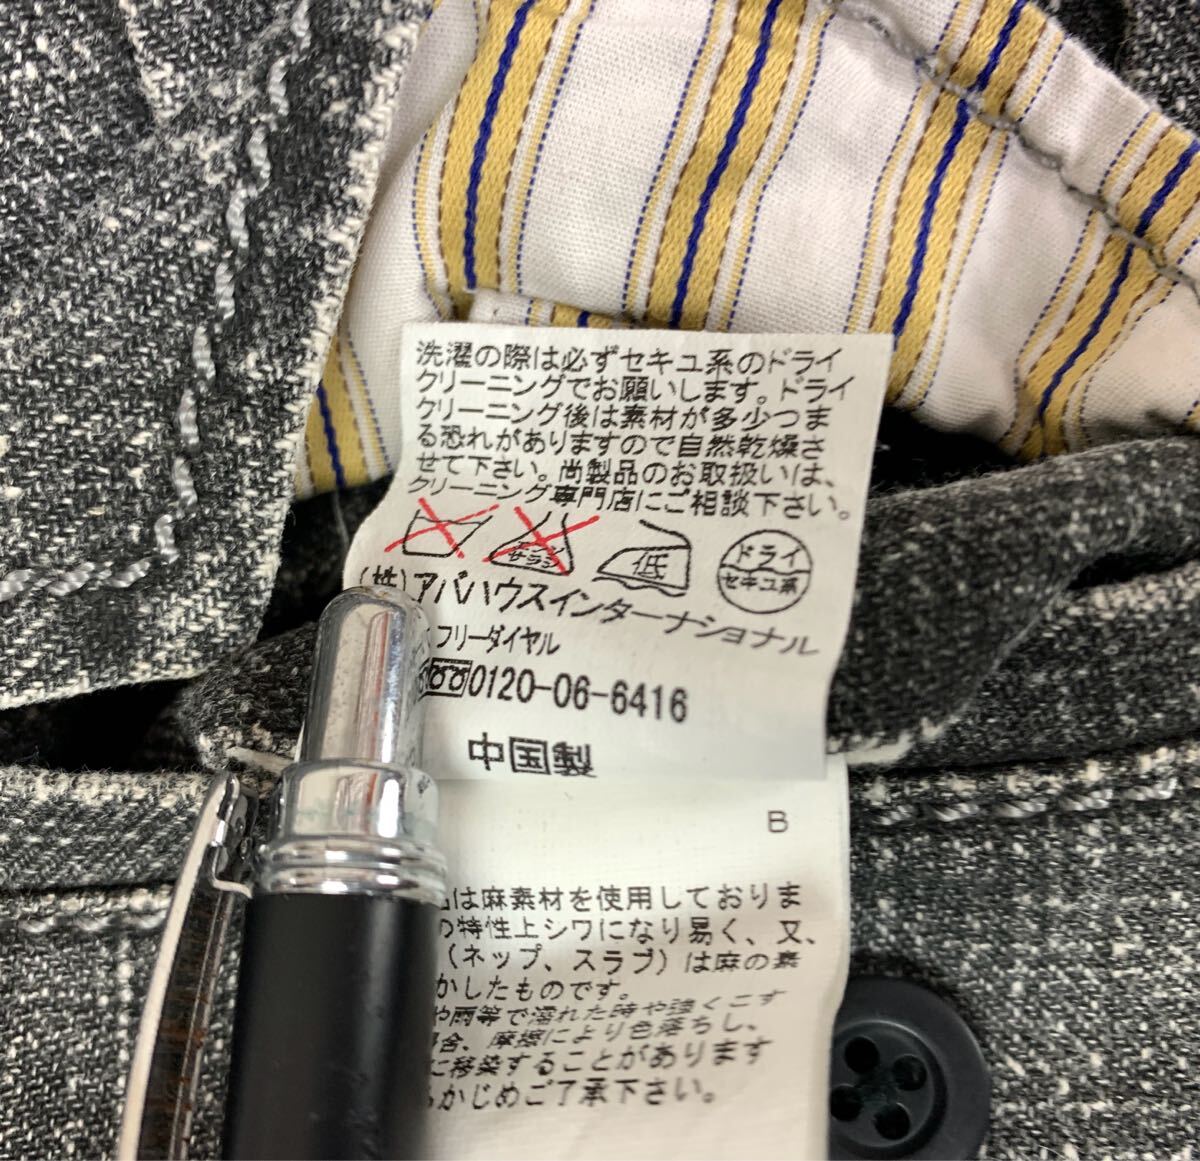 洗濯の際は必ずセキユ系のドライ
クリーニングでお願いします。ドライ
クリーニング後は素材が多少つま
る恐れがありますので自然乾燥さ
せて下さい。尚製品のお取扱いは、
クリーニング専門店にご相談下さい。
エンソ サラシ 低 ドライ セキユ系
(株)アバハウスインターナショナル
フリーダイヤル
0120-06-6416
中国製
B
は麻素材を使用しておりま
の特性上シワになり易く、又、
(ネップ、スラブ)は麻の素
かしたものです。
や雨等で濡れた時や強くこす
場合、摩擦により色落ちし、
に移染することがあります
らかじめご了承下さい。